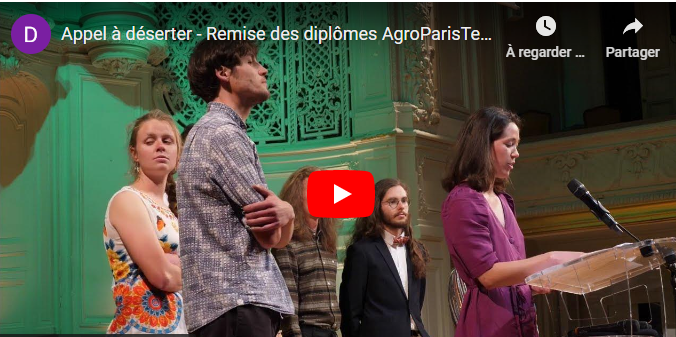 D
Appel à déserter - Remise des diplômes AgroParisTe...
À regarder ...
Partager